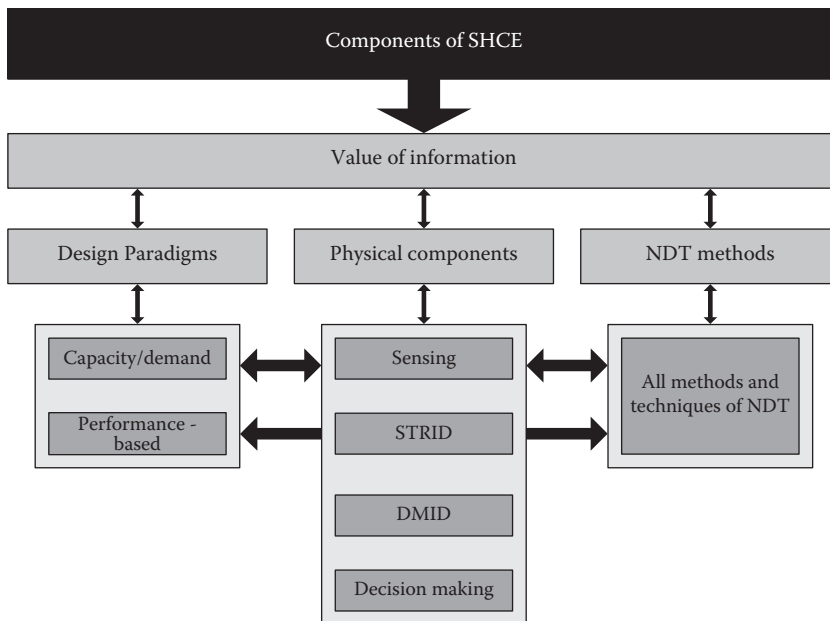 Components of SHCE
Value of information
Design Paradigms
Physical components
NDT methods
Capacity/demand
Performance -
based
Sensing
STRID
DMID
Decision making
All methods and
techniques of NDT